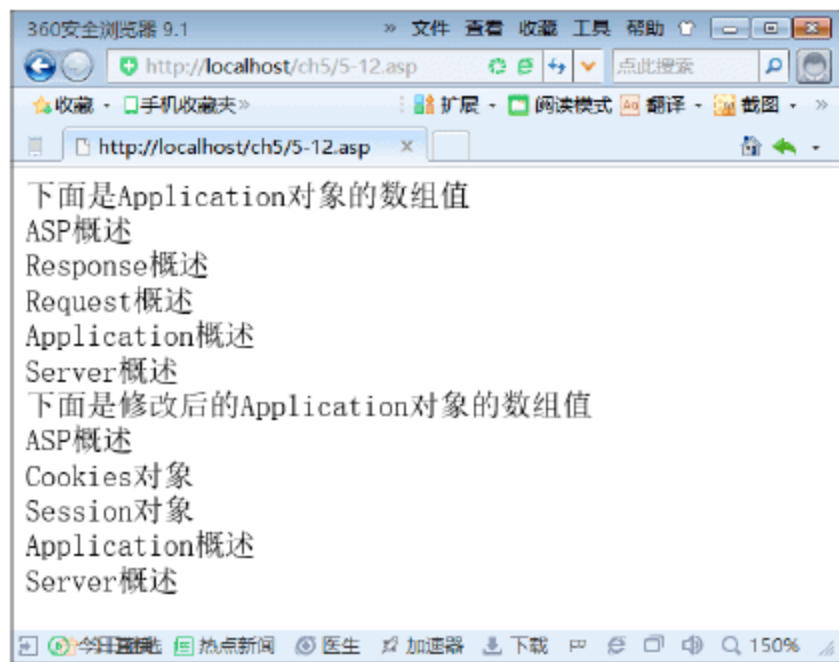 360安全浏览器 9.1 » 文件 查看 收藏 工具 帮助
http://localhost/ch5/5-12.asp 点此搜索
收藏 手机收藏夹» 扩展 阅读模式 翻译 截图 »
http://localhost/ch5/5-12.asp ×
下面是Application对象的数组值
ASP概述
Response概述
Request概述
Application概述
Server概述
下面是修改后的Application对象的数组值
ASP概述
Cookies对象
Session对象
Application概述
Server概述
热点新闻 医生 加速器 下载 150%